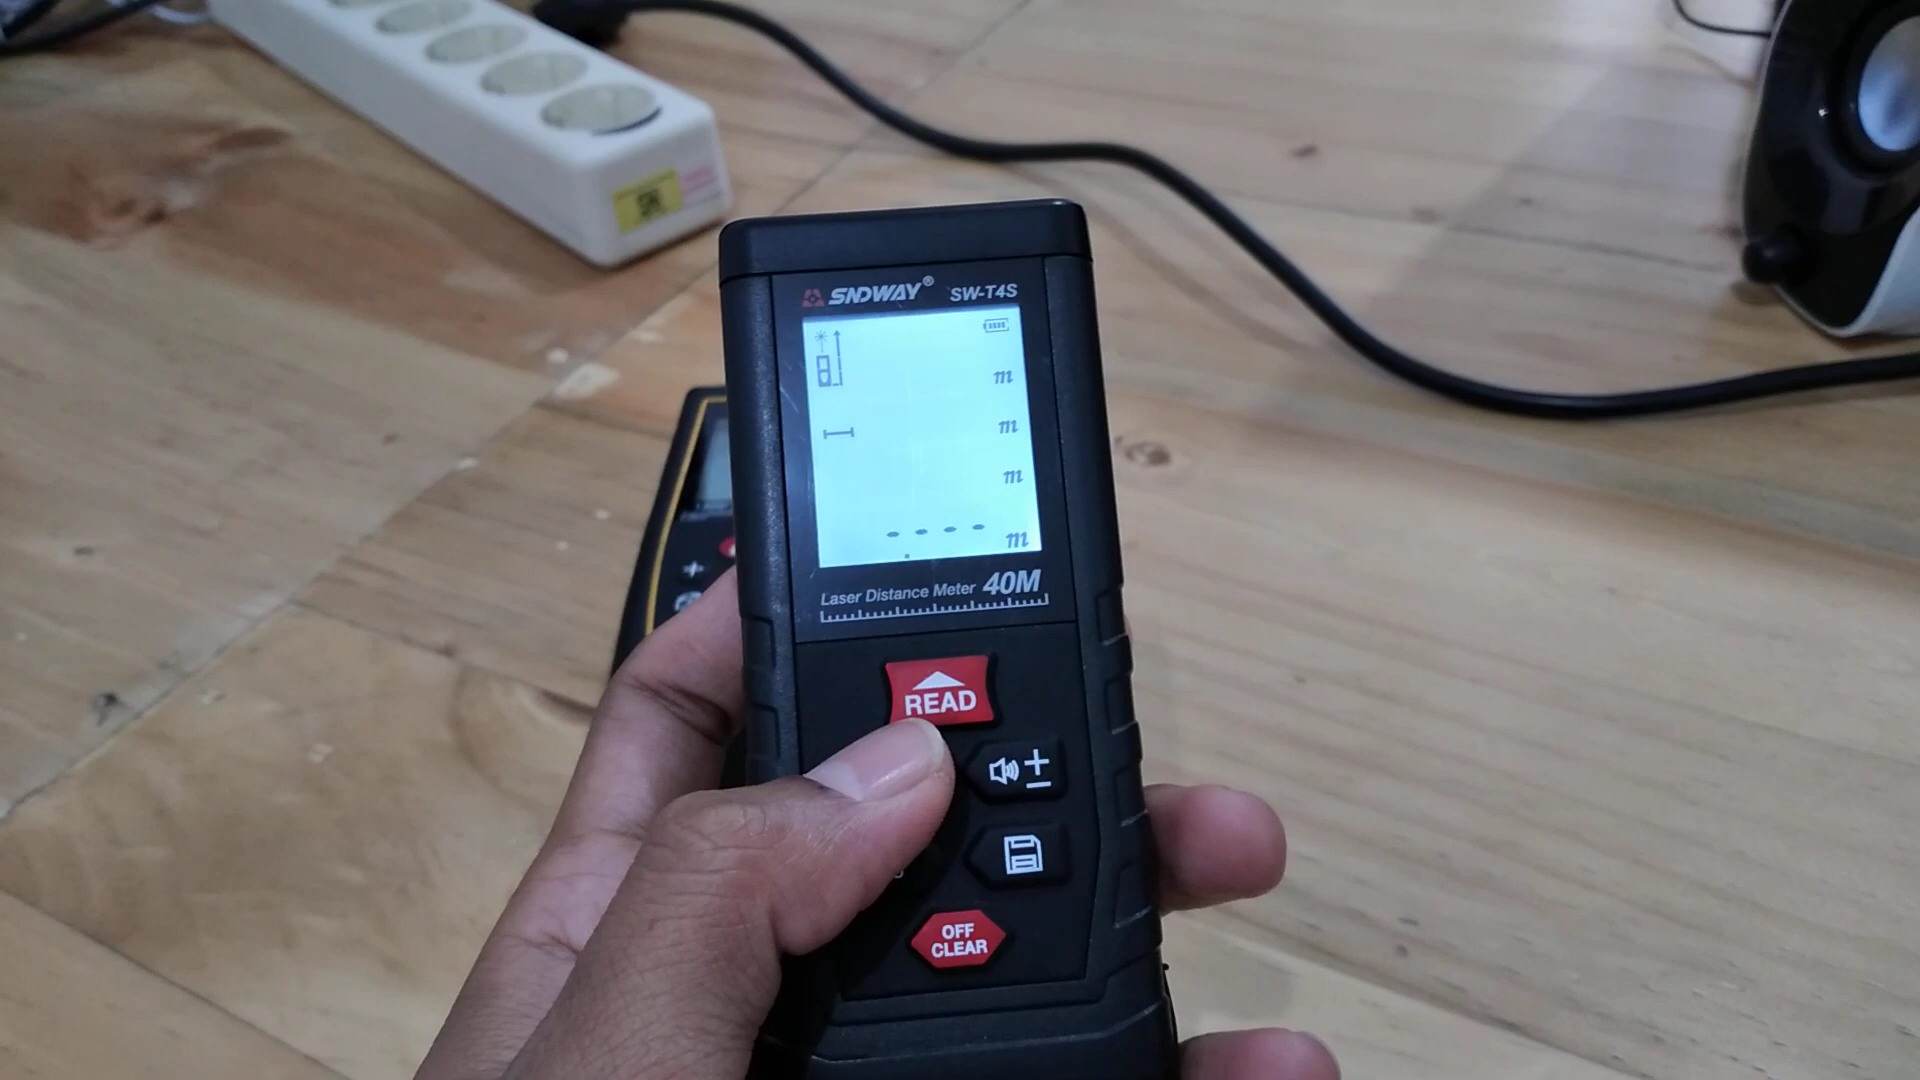 SNDWAY® SW-T4S
m
m
m
- - - - m
Laser Distance Meter 40M
READ
OFF
CLEAR